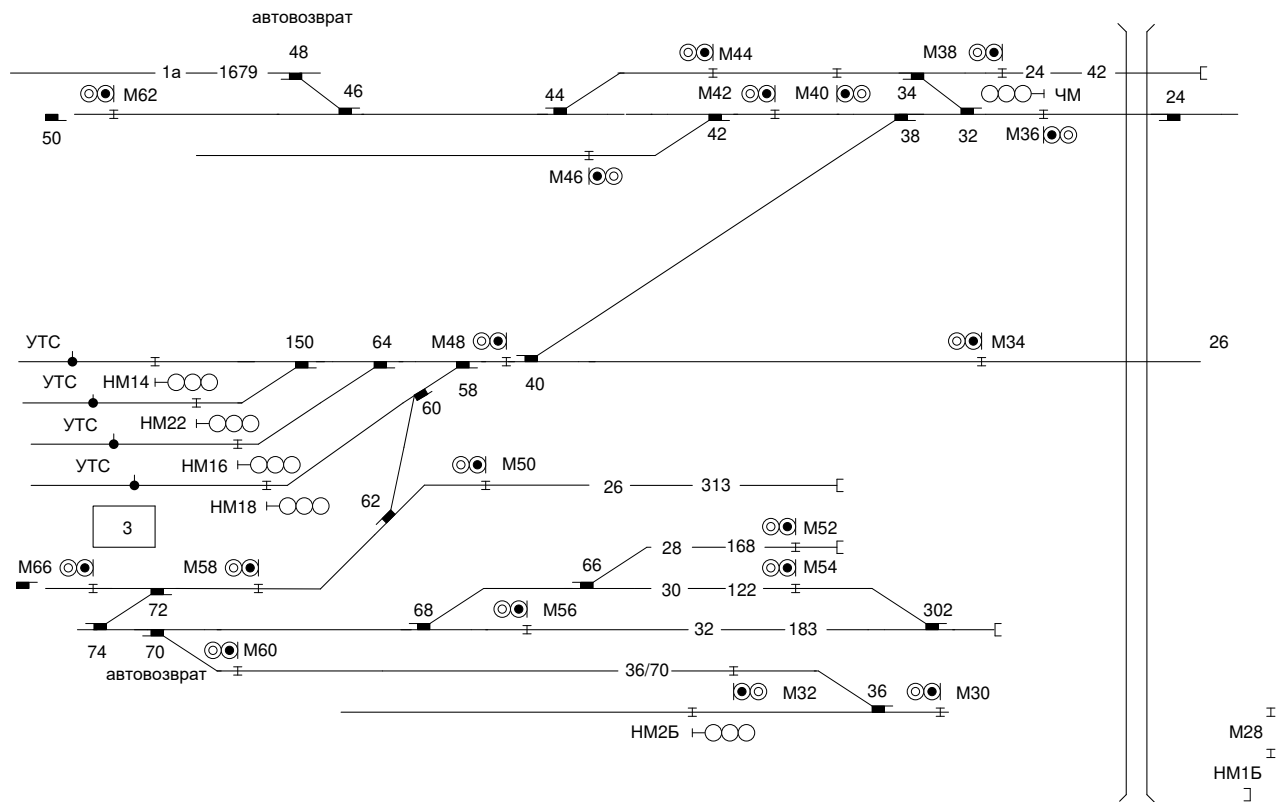 автовозврат
48
М44
М38
1а 1679
24 42
М62
46
44
М42
М40
34
ЧМ
24
50
42
38
32
М36
М46
УТС
150
64
М48
М34
26
УТС
НМ14
58
40
УТС
НМ22
60
УТС
НМ16
М50
26 313
НМ18
62
3
М52
28 168
М66
М58
66
М54
30 122
72
68
М56
302
32 183
74
70
М60
автовозврат
36/70
М32
36
М30
НМ2Б
М28
НМ1Б